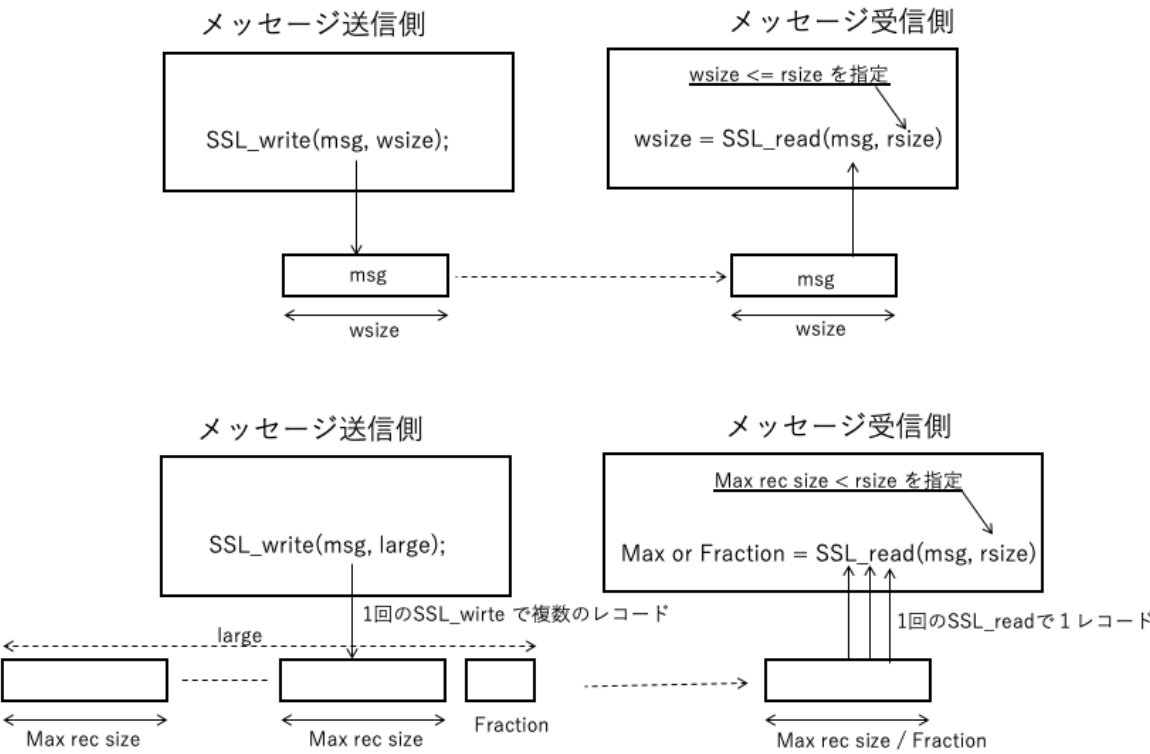 メッセージ送信側
メッセージ受信側
wsize <= rsize を指定
SSL_write(msg, wsize);
wsize = SSL_read(msg, rsize)
msg
msg
wsize
wsize
メッセージ送信側
メッセージ受信側
Max rec size < rsize を指定
SSL_write(msg, large);
Max or Fraction = SSL_read(msg, rsize)
1回のSSL_wirte で複数のレコード
1回のSSL_readで１レコード
large
Fraction
Max rec size
Max rec size
Max rec size / Fraction